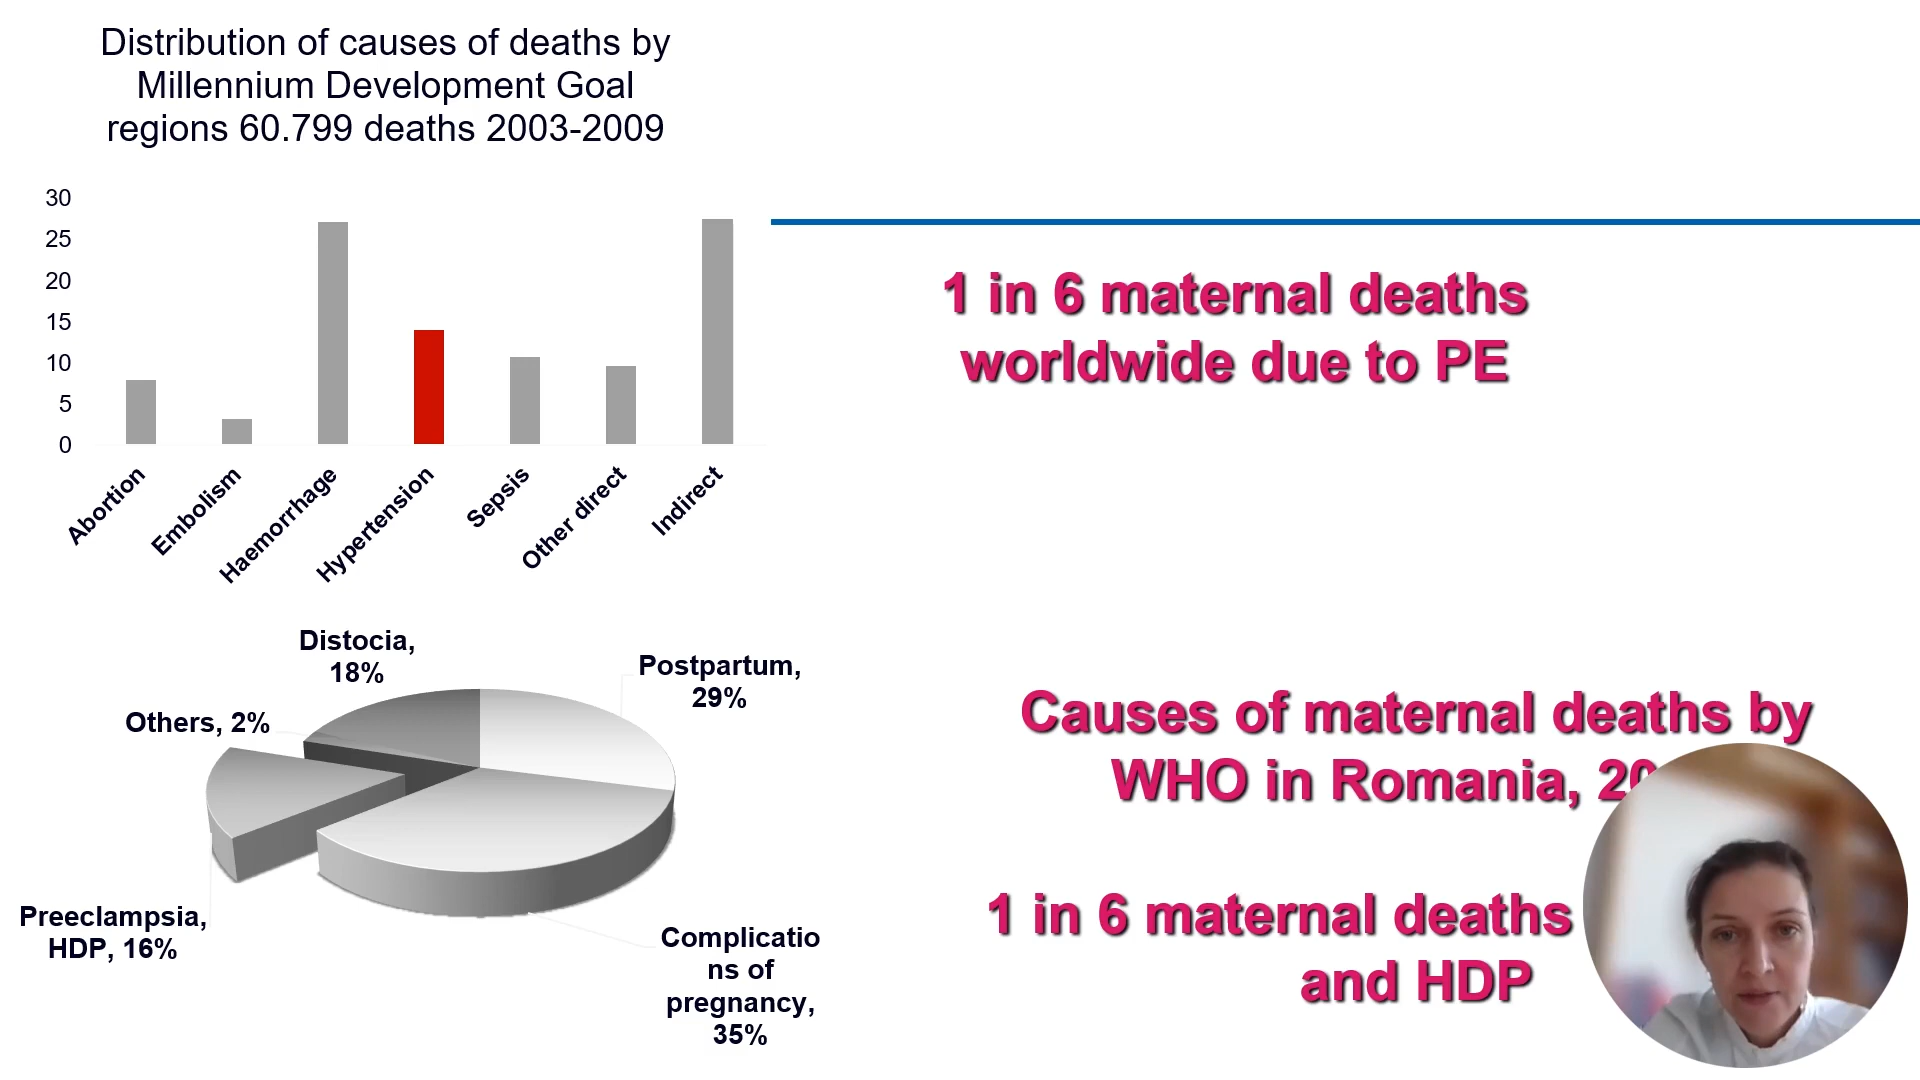 Distribution of causes of deaths by
Millennium Development Goal
regions 60.799 deaths 2003-2009
30
25
20
15
10
5
0
Abortion
Embolism
Haemorrhage
Hypertension
Sepsis
Other direct
Indirect
1 in 6 maternal deaths
worldwide due to PE
Distocia,
18%
Postpartum,
29%
Others, 2%
Preeclampsia,
HDP, 16%
Complicatio
ns of
pregnancy,
35%
Causes of maternal deaths by
WHO in Romania,
1 in 6 maternal deaths
and HDP